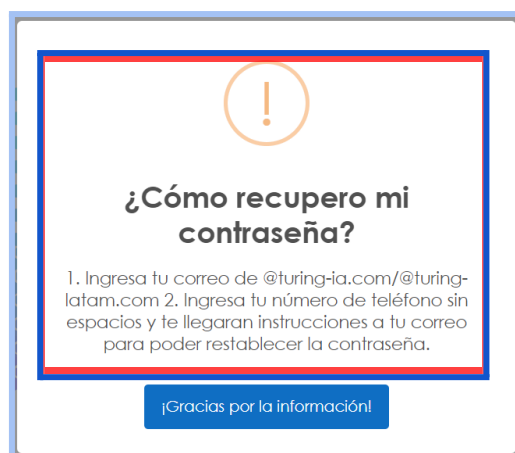 ¿Cómo recupero mi
contraseña?
1. Ingresa tu correo de @turing-ia.com/@turing-
latam.com 2. Ingresa tu número de teléfono sin
espacios y te llegaran instrucciones a tu correo
para poder restablecer la contraseña.
¡Gracias por la información!